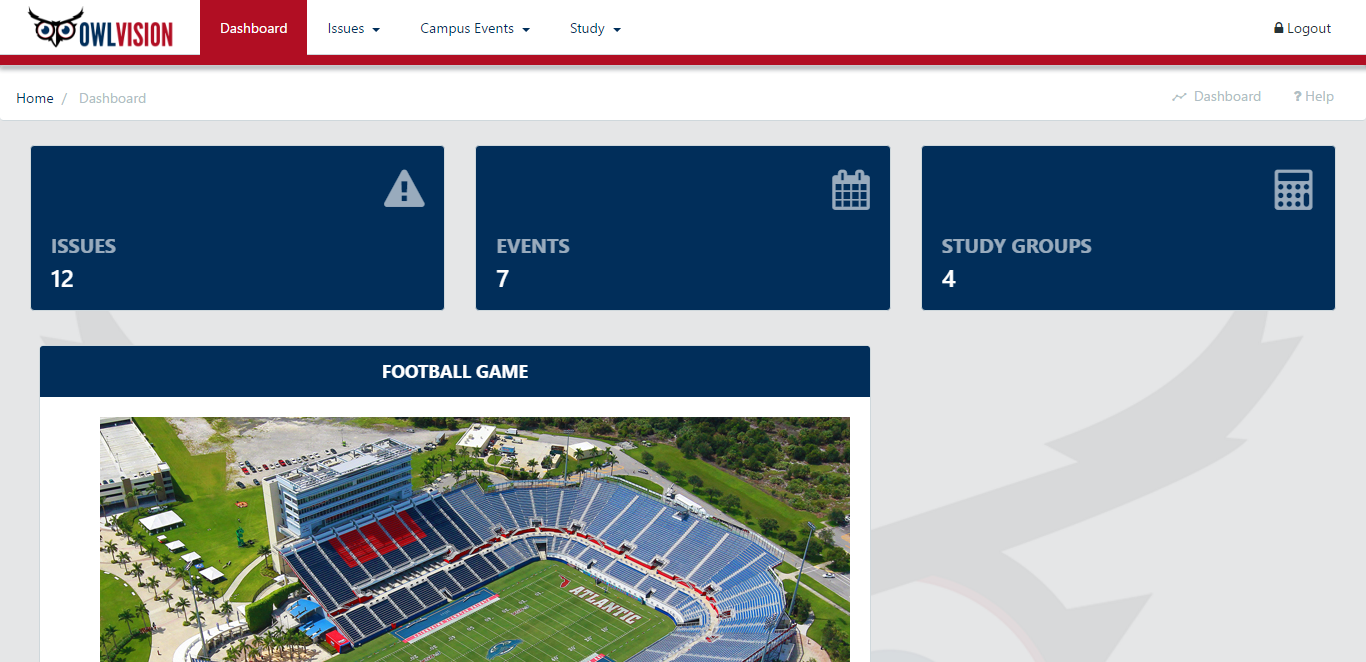 OWLVISION
Dashboard
Issues
Campus Events
Study
Logout
Home / Dashboard
Dashboard
? Help
ISSUES
12
EVENTS
7
STUDY GROUPS
4
FOOTBALL GAME
ATLANTIC